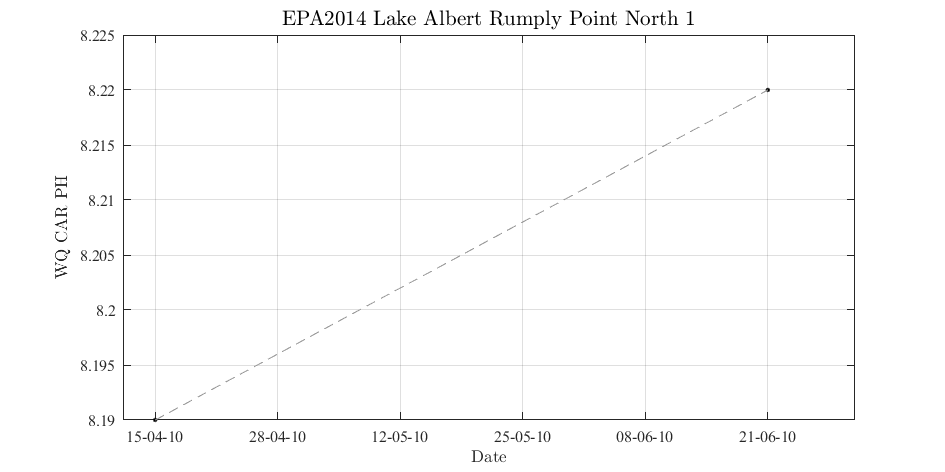 EPA2014 Lake Albert Rumply Point North 1
8.225
8.22
8.215
8.21
8.205
8.2
8.195
8.19
WQ CAR PH
15-04-10 28-04-10 12-05-10 25-05-10 08-06-10 21-06-10
Date